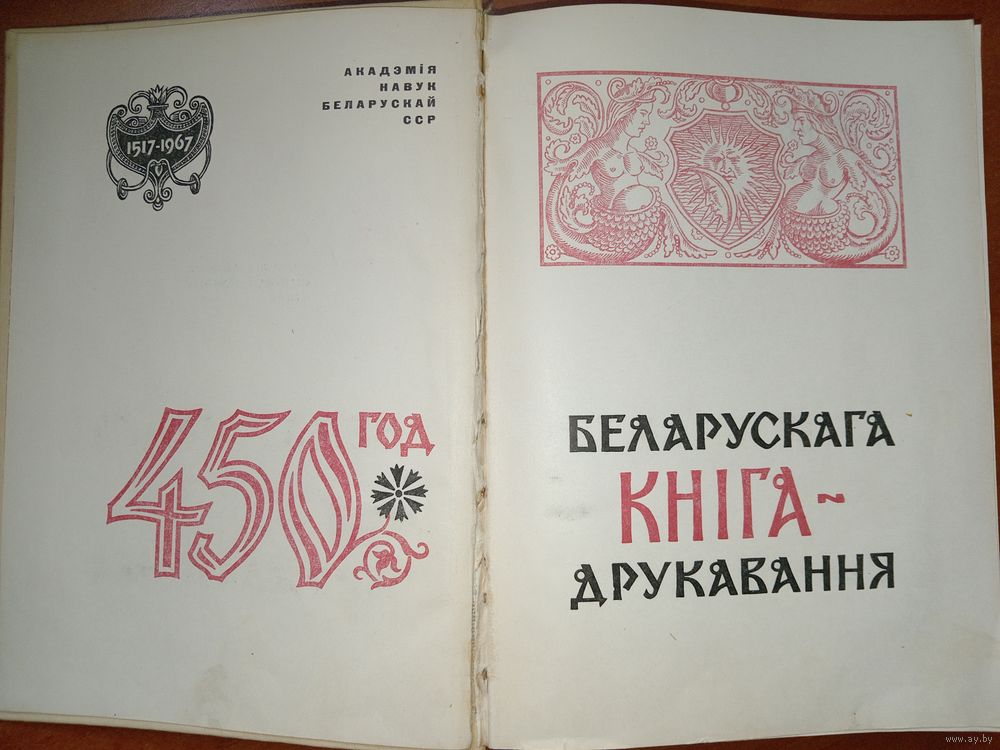 АКАДЭМІЯ
НАВУК
БЕЛАРУСКАЙ
ССР
1517-1967
450 ГОД
БЕЛАРУСКАГА
КНІГА-
ДРУКАВАННЯ
www.ay.by